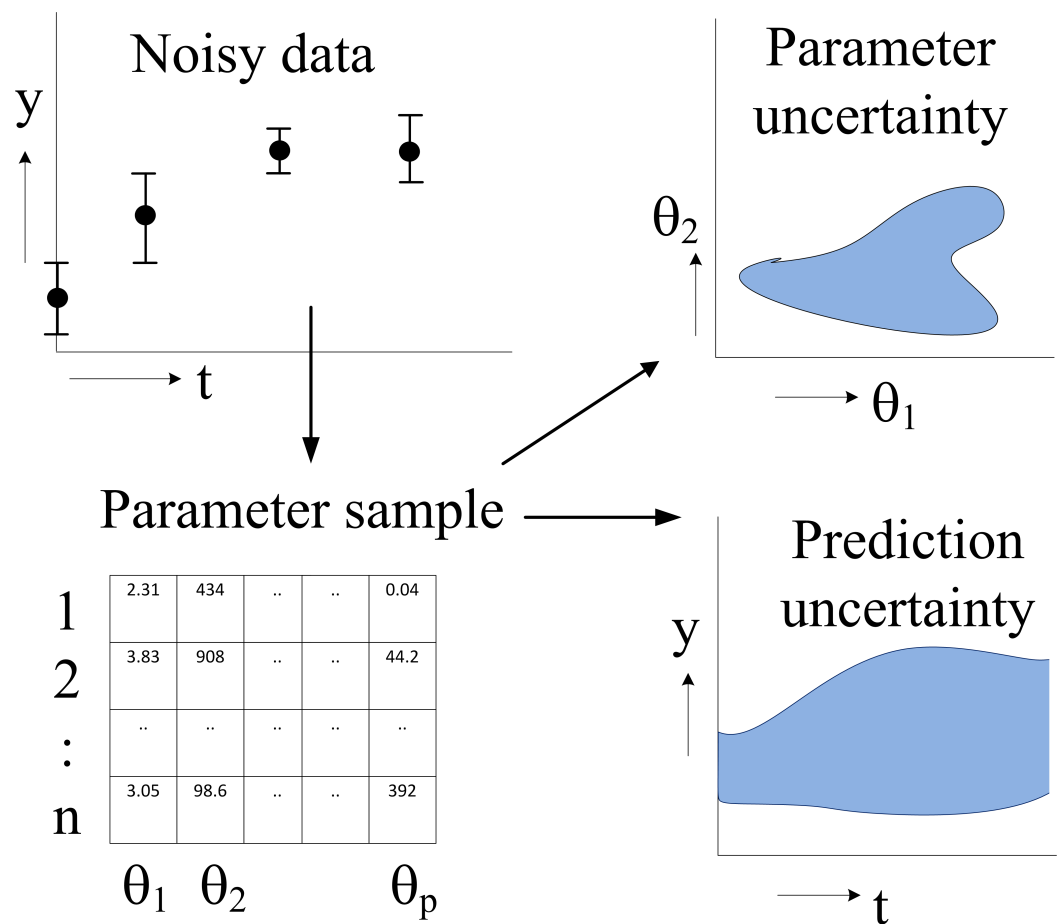 Noisy data
y
t
Parameter
uncertainty
θ2
θ1
Parameter sample
1 2.31 434 .. .. 0.04
2 3.83 908 .. .. 44.2
: .. .. .. .. ..
n 3.05 98.6 .. .. 392
θ1 θ2 θp
Prediction
uncertainty
y
t